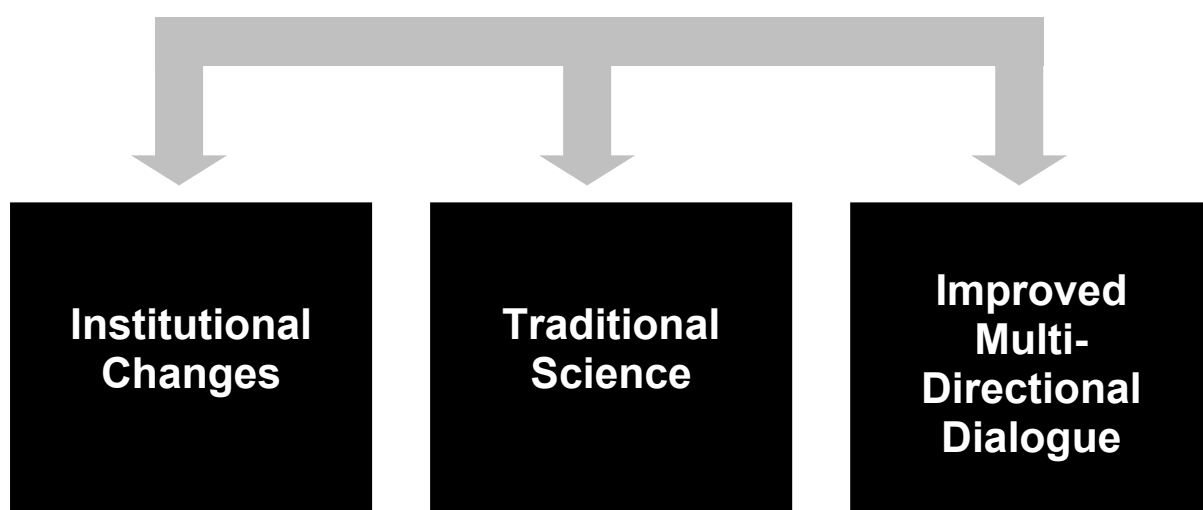 Institutional
Changes
Traditional
Science
Improved
Multi-
Directional
Dialogue